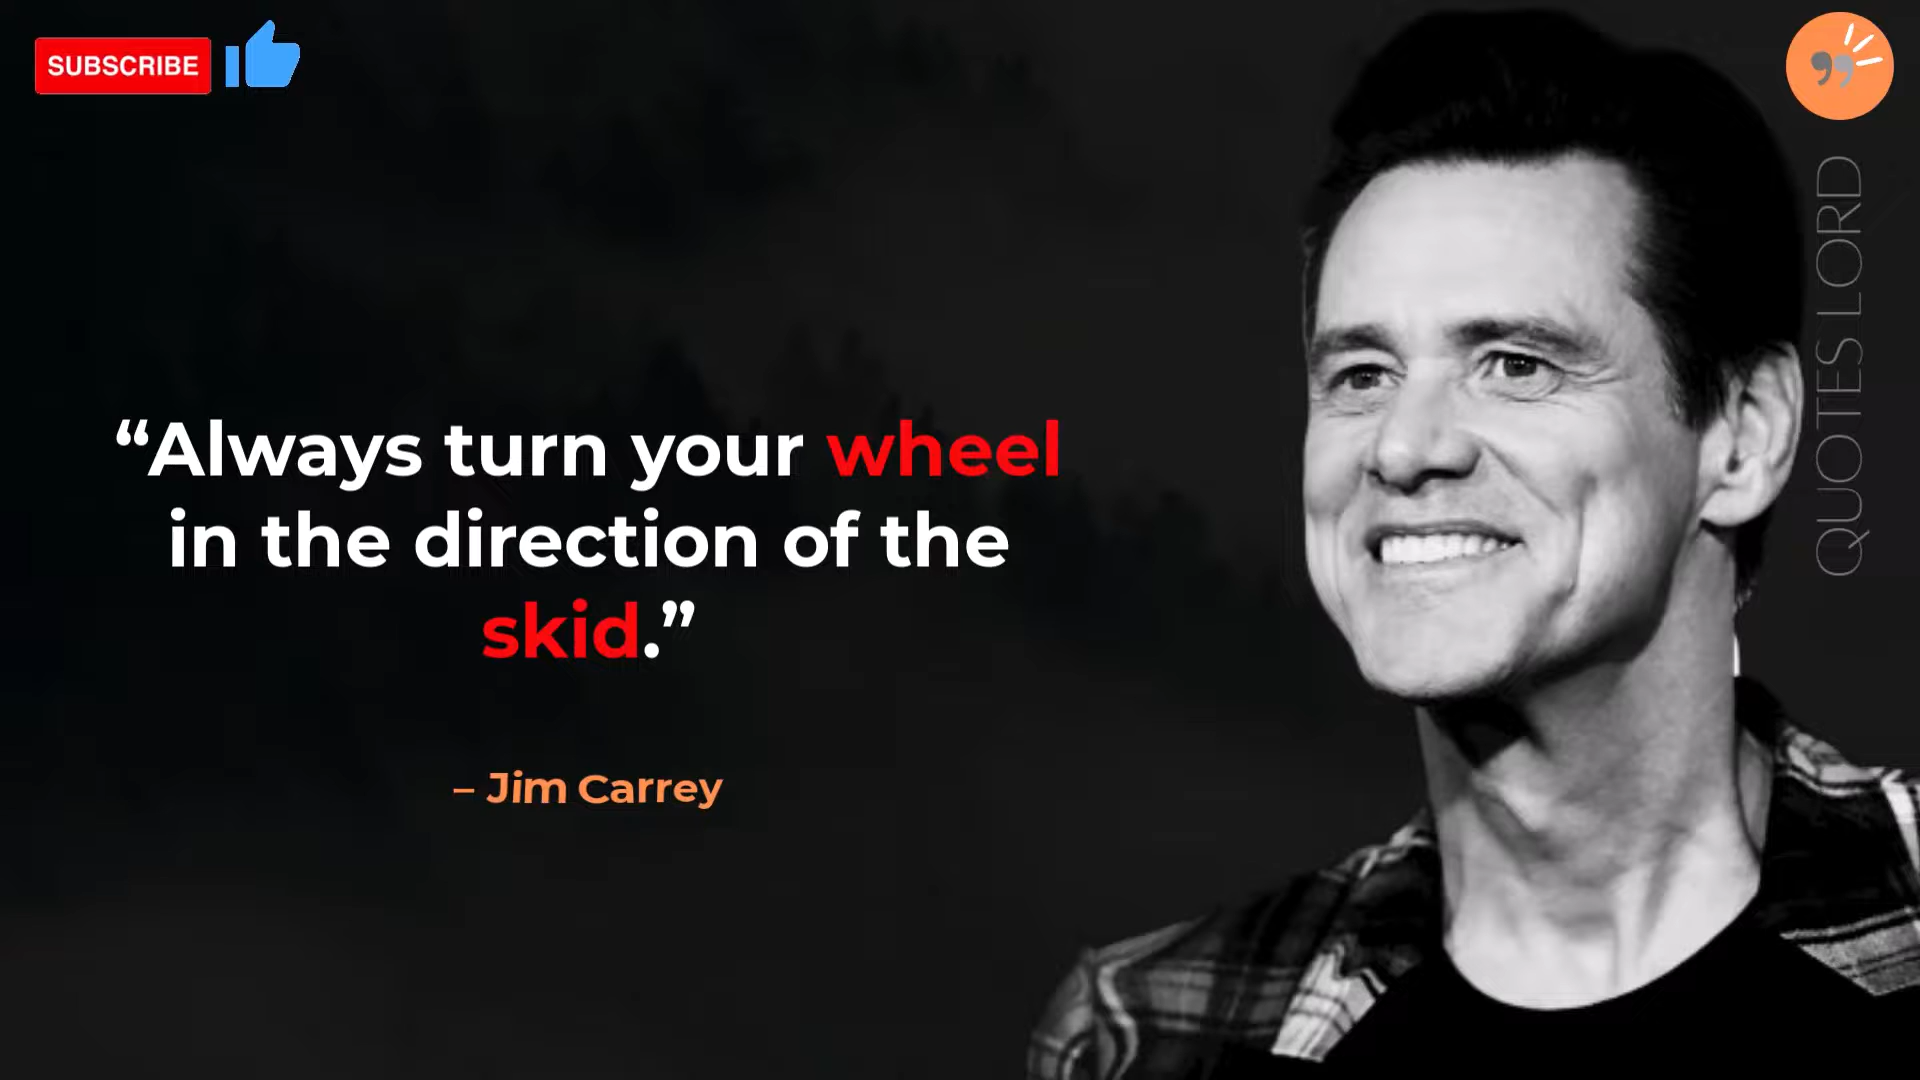 SUBSCRIBE
“Always turn your wheel
in the direction of the
skid.”
– Jim Carrey
QUOTES LORD